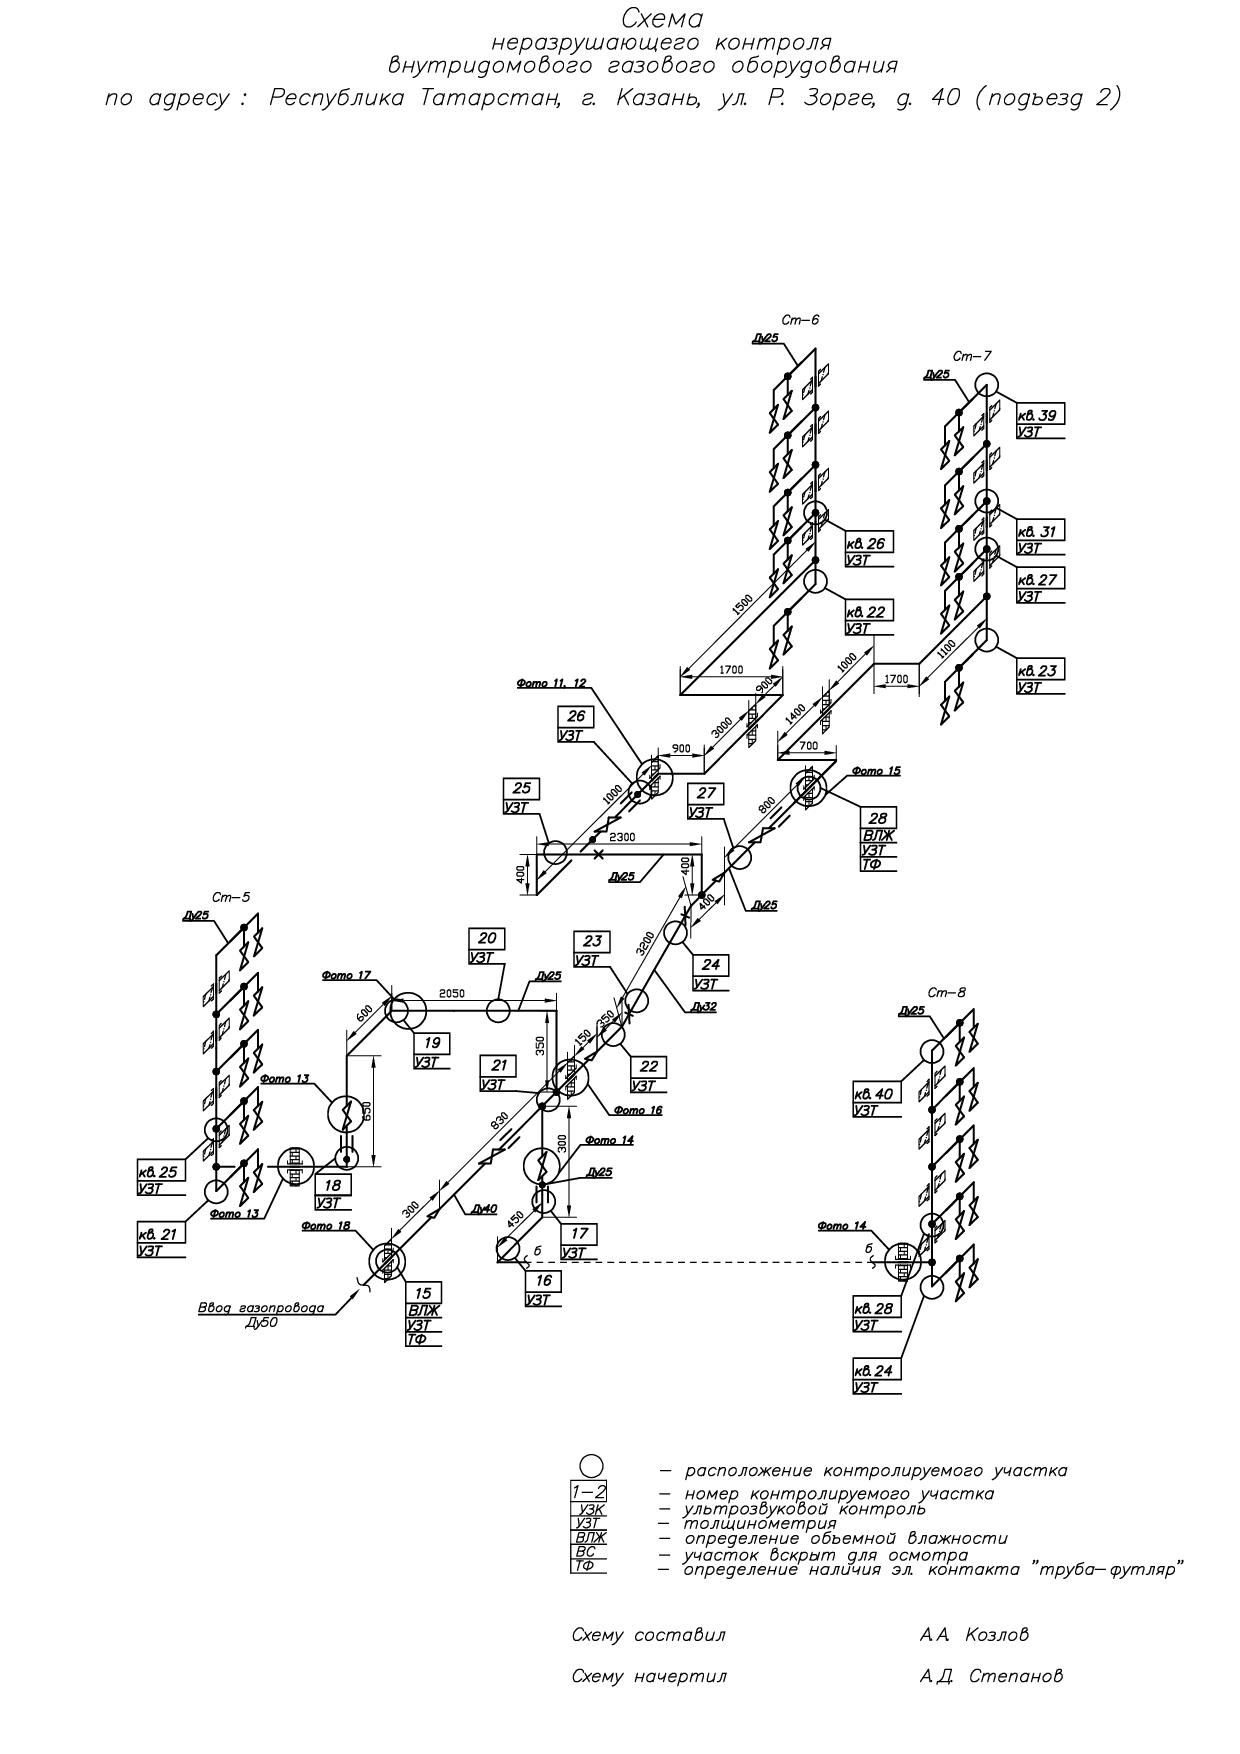 Схема
неразрушающего контроля
внутридомового газового оборудования
по адресу : Республика Татарстан, г. Казань, ул. Р. Зорге, д. 40 (подъезд 2)
Ст-6
Ду25
Ст-7
Ду25
кв. 39
УЗТ
кв. 31
УЗТ
кв. 26
УЗТ
кв. 27
УЗТ
1500
кв. 22
УЗТ
1000
1100
кв. 23
УЗТ
1700
1700
900
Фото 11, 12
26
УЗТ
3000
1400
900
700
Фото 15
25
УЗТ
1000
27
УЗТ
800
28
ВЛЖ
УЗТ
ТФ
2300
400
Ду25
400
400
Ду25
Ст-5
Ду25
20
УЗТ
23
УЗТ
3200
24
УЗТ
Фото 17
2050
Ду25
Ду32
Ст-8
Ду25
600
19
УЗТ
350
150
350
21
УЗТ
22
УЗТ
Фото 13
650
830
Фото 16
кв. 40
УЗТ
300
Фото 14
кв. 25
УЗТ
18
УЗТ
Ду25
Фото 13
300
Ду40
450
17
УЗТ
кв. 21
УЗТ
Фото 18
б
Фото 14
б
15
ВЛЖ
УЗТ
ТФ
16
УЗТ
Ввод газопровода
Ду50
кв. 28
УЗТ
кв. 24
УЗТ
– расположение контролируемого участка
1-2 – номер контролируемого участка
УЗК – ультрозвуковой контроль
УЗТ – толщинометрия
ВЛЖ – определение обьемной влажности
ВС – участок вскрыт для осмотра
ТФ – определение наличия эл. контакта "труба-футляр"
Схему составил А.А. Козлов
Схему начертил А.Д. Степанов